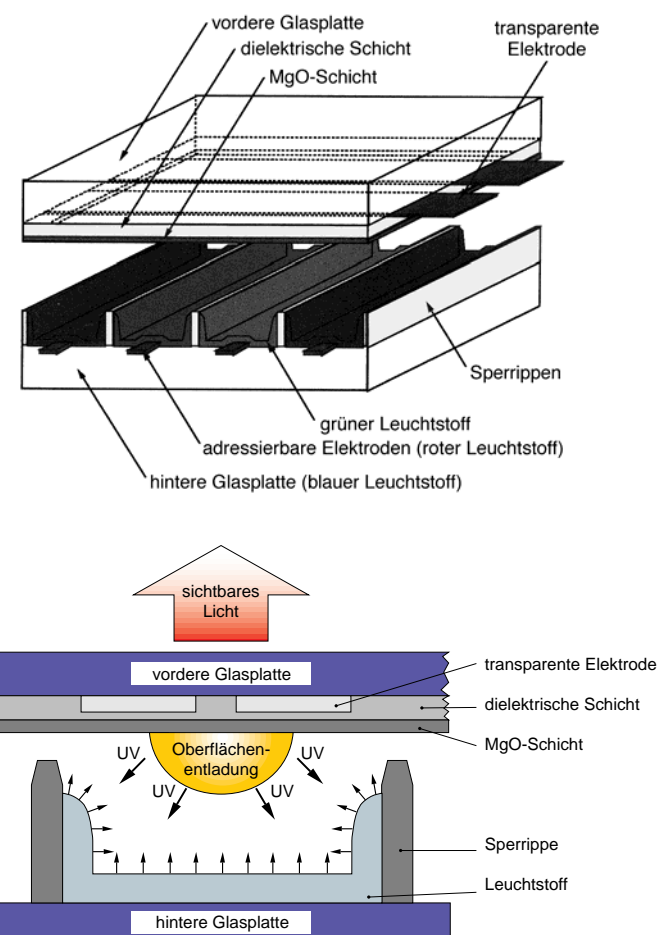 vordere Glasplatte
dielektrische Schicht
MgO-Schicht
transparente
Elektrode
Sperrippen
grüner Leuchtstoff
adressierbare Elektroden (roter Leuchtstoff)
hintere Glasplatte (blauer Leuchtstoff)
sichtbares
Licht
vordere Glasplatte
transparente Elektrode
dielektrische Schicht
MgO-Schicht
UV
Oberflächen-
entladung
UV
UV
UV
Sperrippe
Leuchtstoff
hintere Glasplatte